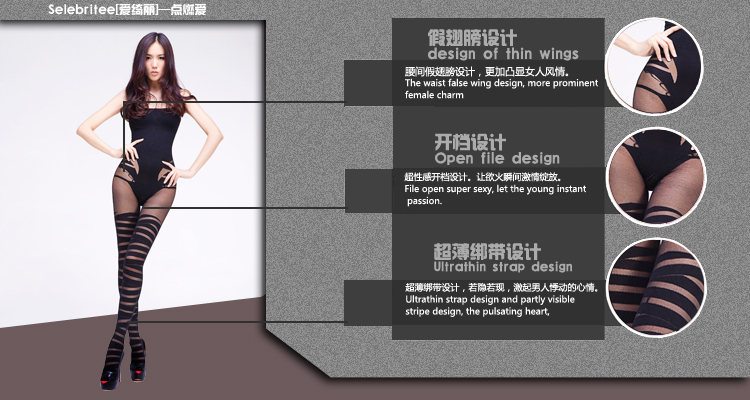 Selebritee[爱绮丽]一点燃爱
假翅膀设计
design of thin wings
腰间假翅膀设计，更加凸显女人风情。
The waist false wing design, more prominent
female charm
开档设计
Open file design
超性感开档设计。让欲火瞬间激情绽放。
File open super sexy, let the young instant
passion.
超薄绑带设计
Ultrathin strap design
超薄绑带设计，若隐若现，激起男人悸动的心情。
Ultrathin strap design and partly visible
stripe design, the pulsating heart.